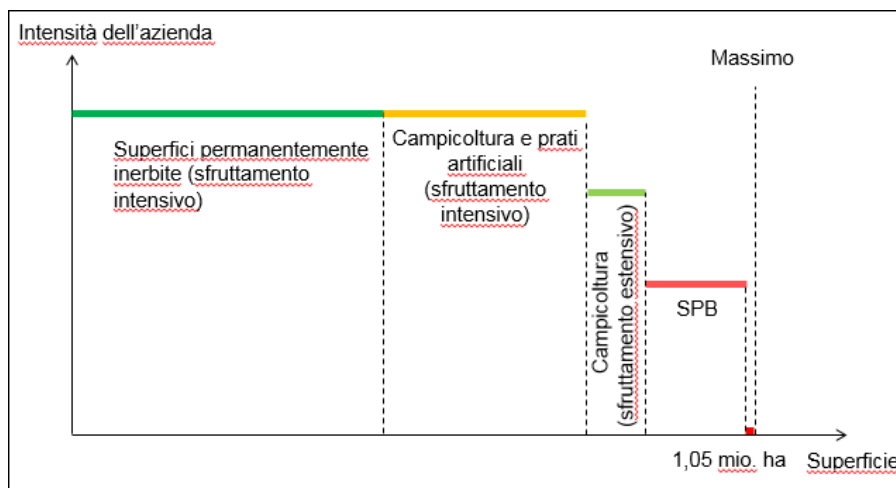 Intensità dell'azienda
Massimo
Superfici permanentemente
inerbite (sfruttamento
intensivo)
Campicoltura e prati
artificiali
(sfruttamento
intensivo)
Campicoltura
(sfruttamento estensivo)
SPB
1,05 mio. ha
Superficie